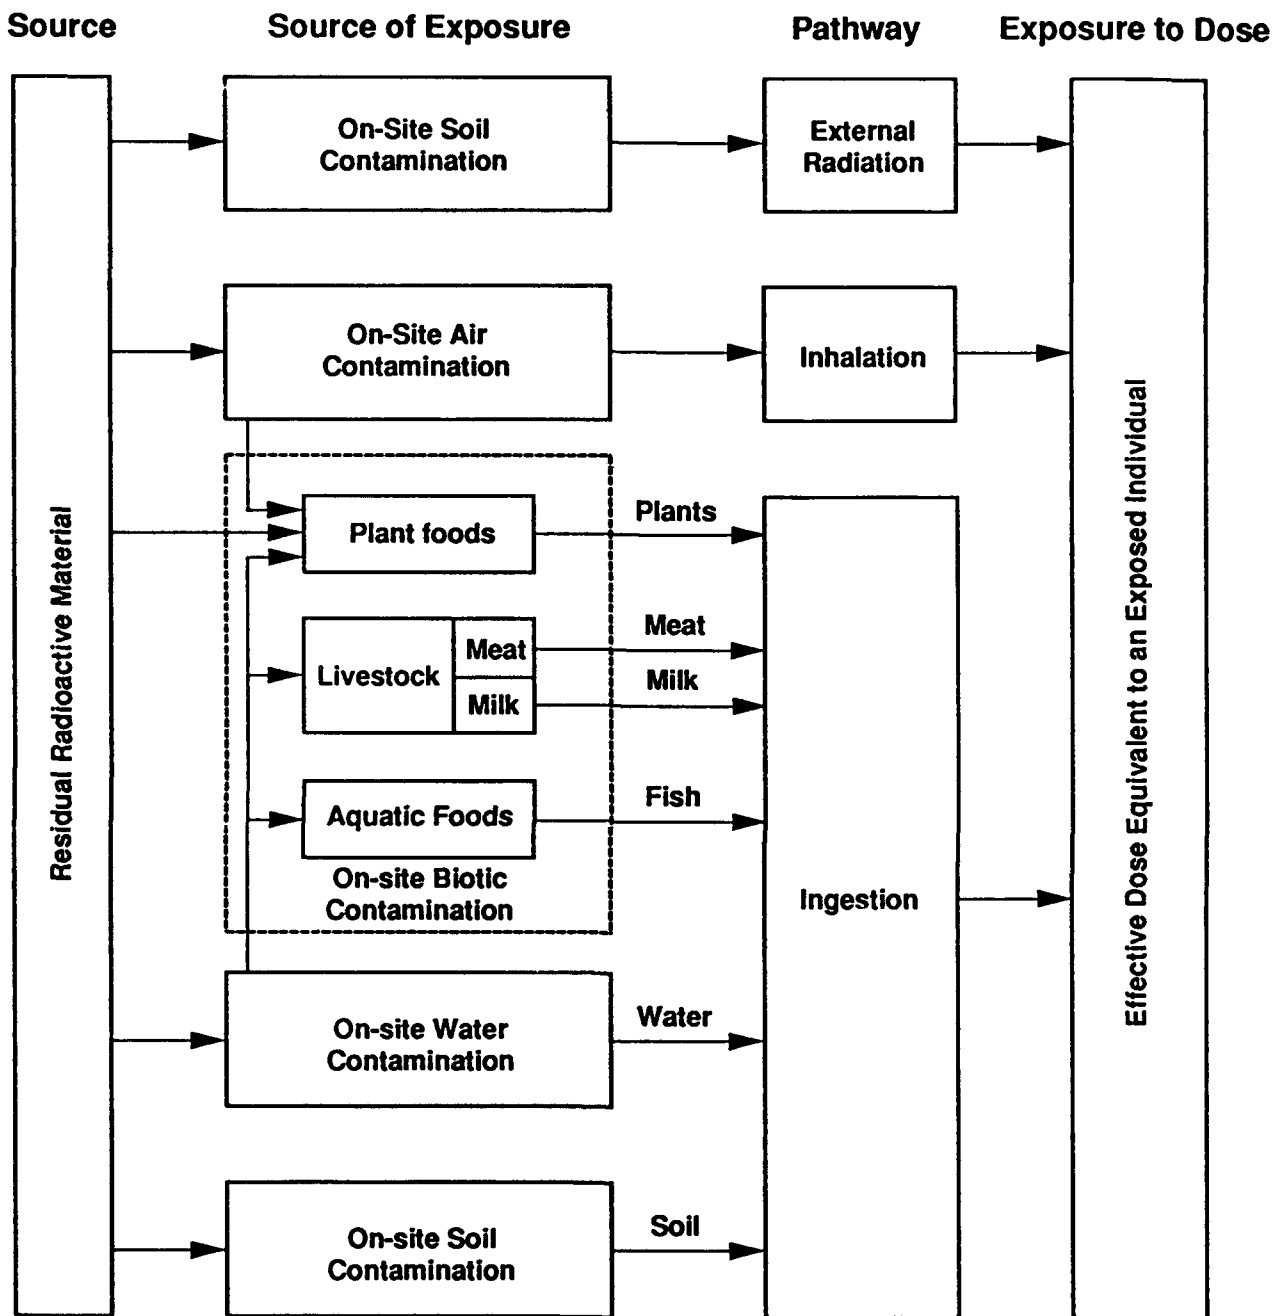 Source
Source of Exposure
Pathway
Exposure to Dose
Residual Radioactive Material
On-Site Soil
Contamination
External
Radiation
On-Site Air
Contamination
Inhalation
Plant foods
Plants
Livestock
Meat
Milk
Meat
Milk
Aquatic Foods
Fish
On-site Biotic
Contamination
Ingestion
On-site Water
Contamination
Water
On-site Soil
Contamination
Soil
Effective Dose Equivalent to an Exposed Individual